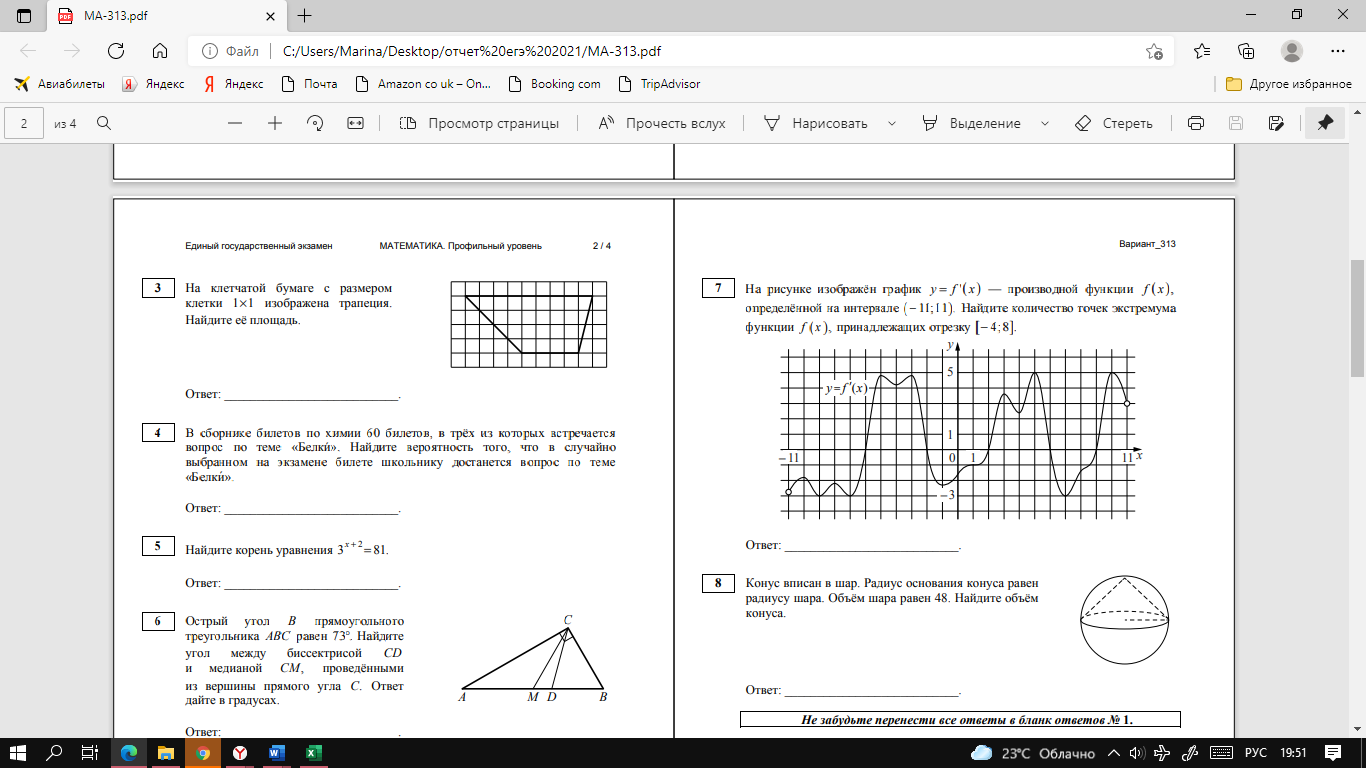 MA-313.pdf
Файл C:/Users/Marina/Desktop/отчет%20егэ%202021/MA-313.pdf
Авиабилеты Яндекс Яндекс Почта Amazon co uk – On... Booking com TripAdvisor Другое избранное
2 из 4 Просмотр страницы Прочесть вслух Нарисовать Выделение Стереть
Единый государственный экзамен МАТЕМАТИКА. Профильный уровень 2 / 4
3 На клетчатой бумаге с размером
клетки 1×1 изображена трапеция.
Найдите её площадь.
Ответ: ___________________________.
4 В сборнике билетов по химии 60 билетов, в трёх из которых встречается
вопрос по теме «Белки́». Найдите вероятность того, что в случайно
выбранном на экзамене билете школьнику достанется вопрос по теме
«Белки́».
Ответ: ___________________________.
5 Найдите корень уравнения 3^{x+2}=81.
Ответ: ___________________________.
6 Острый угол B прямоугольного
треугольника ABC равен 73°. Найдите
угол между биссектрисой CD
и медианой CM, проведёнными
из вершины прямого угла C. Ответ
дайте в градусах.
C
A M D B
Ответ: ___________________________.
Вариант_313
7 На рисунке изображён график y = f'(x) — производной функции f(x),
определённой на интервале (−11;11). Найдите количество точек экстремума
функции f(x), принадлежащих отрезку [−4;8].
y
5
y=f'(x)
1
−11 0 1 11 x
−3
Ответ: ___________________________.
8 Конус вписан в шар. Радиус основания конуса равен
радиусу шара. Объём шара равен 48. Найдите объём
конуса.
Ответ: ___________________________.
Не забудьте перенести все ответы в бланк ответов № 1.
23°C Облачно РУС 19:51